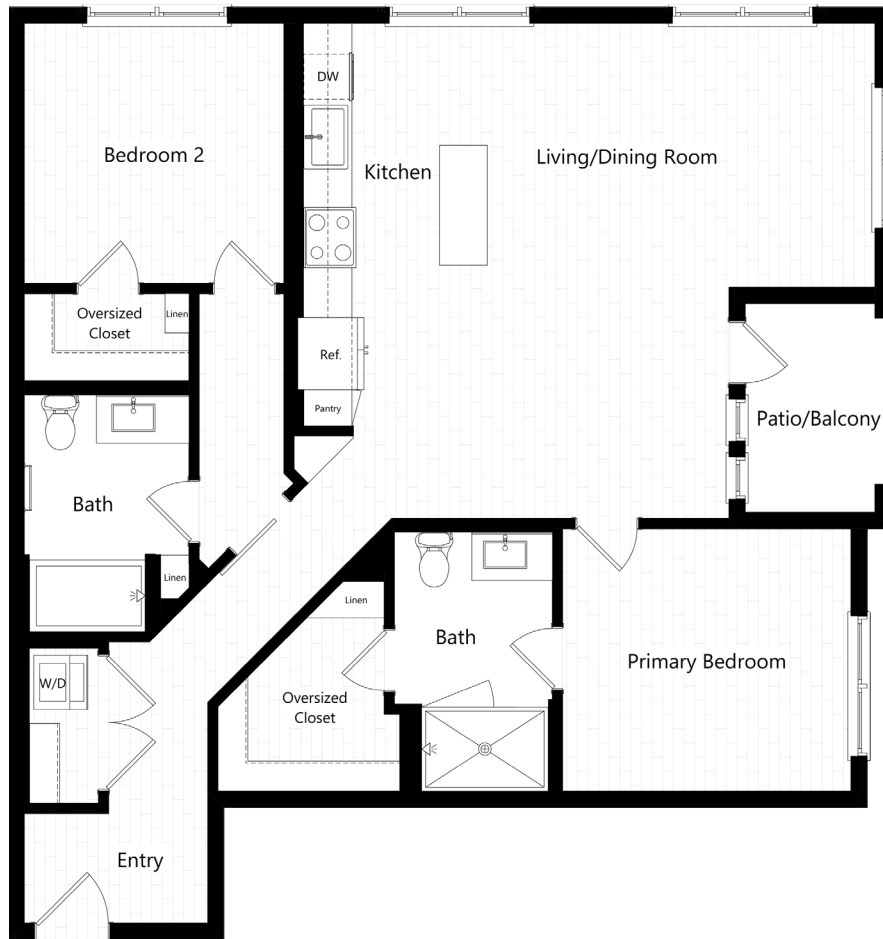 DW
Bedroom 2
Kitchen
Living/Dining Room
Oversized
Closet
Linen
Ref.
Pantry
Patio/Balcony
Bath
Linen
Linen
Bath
W/D
Oversized
Closet
Primary Bedroom
Entry